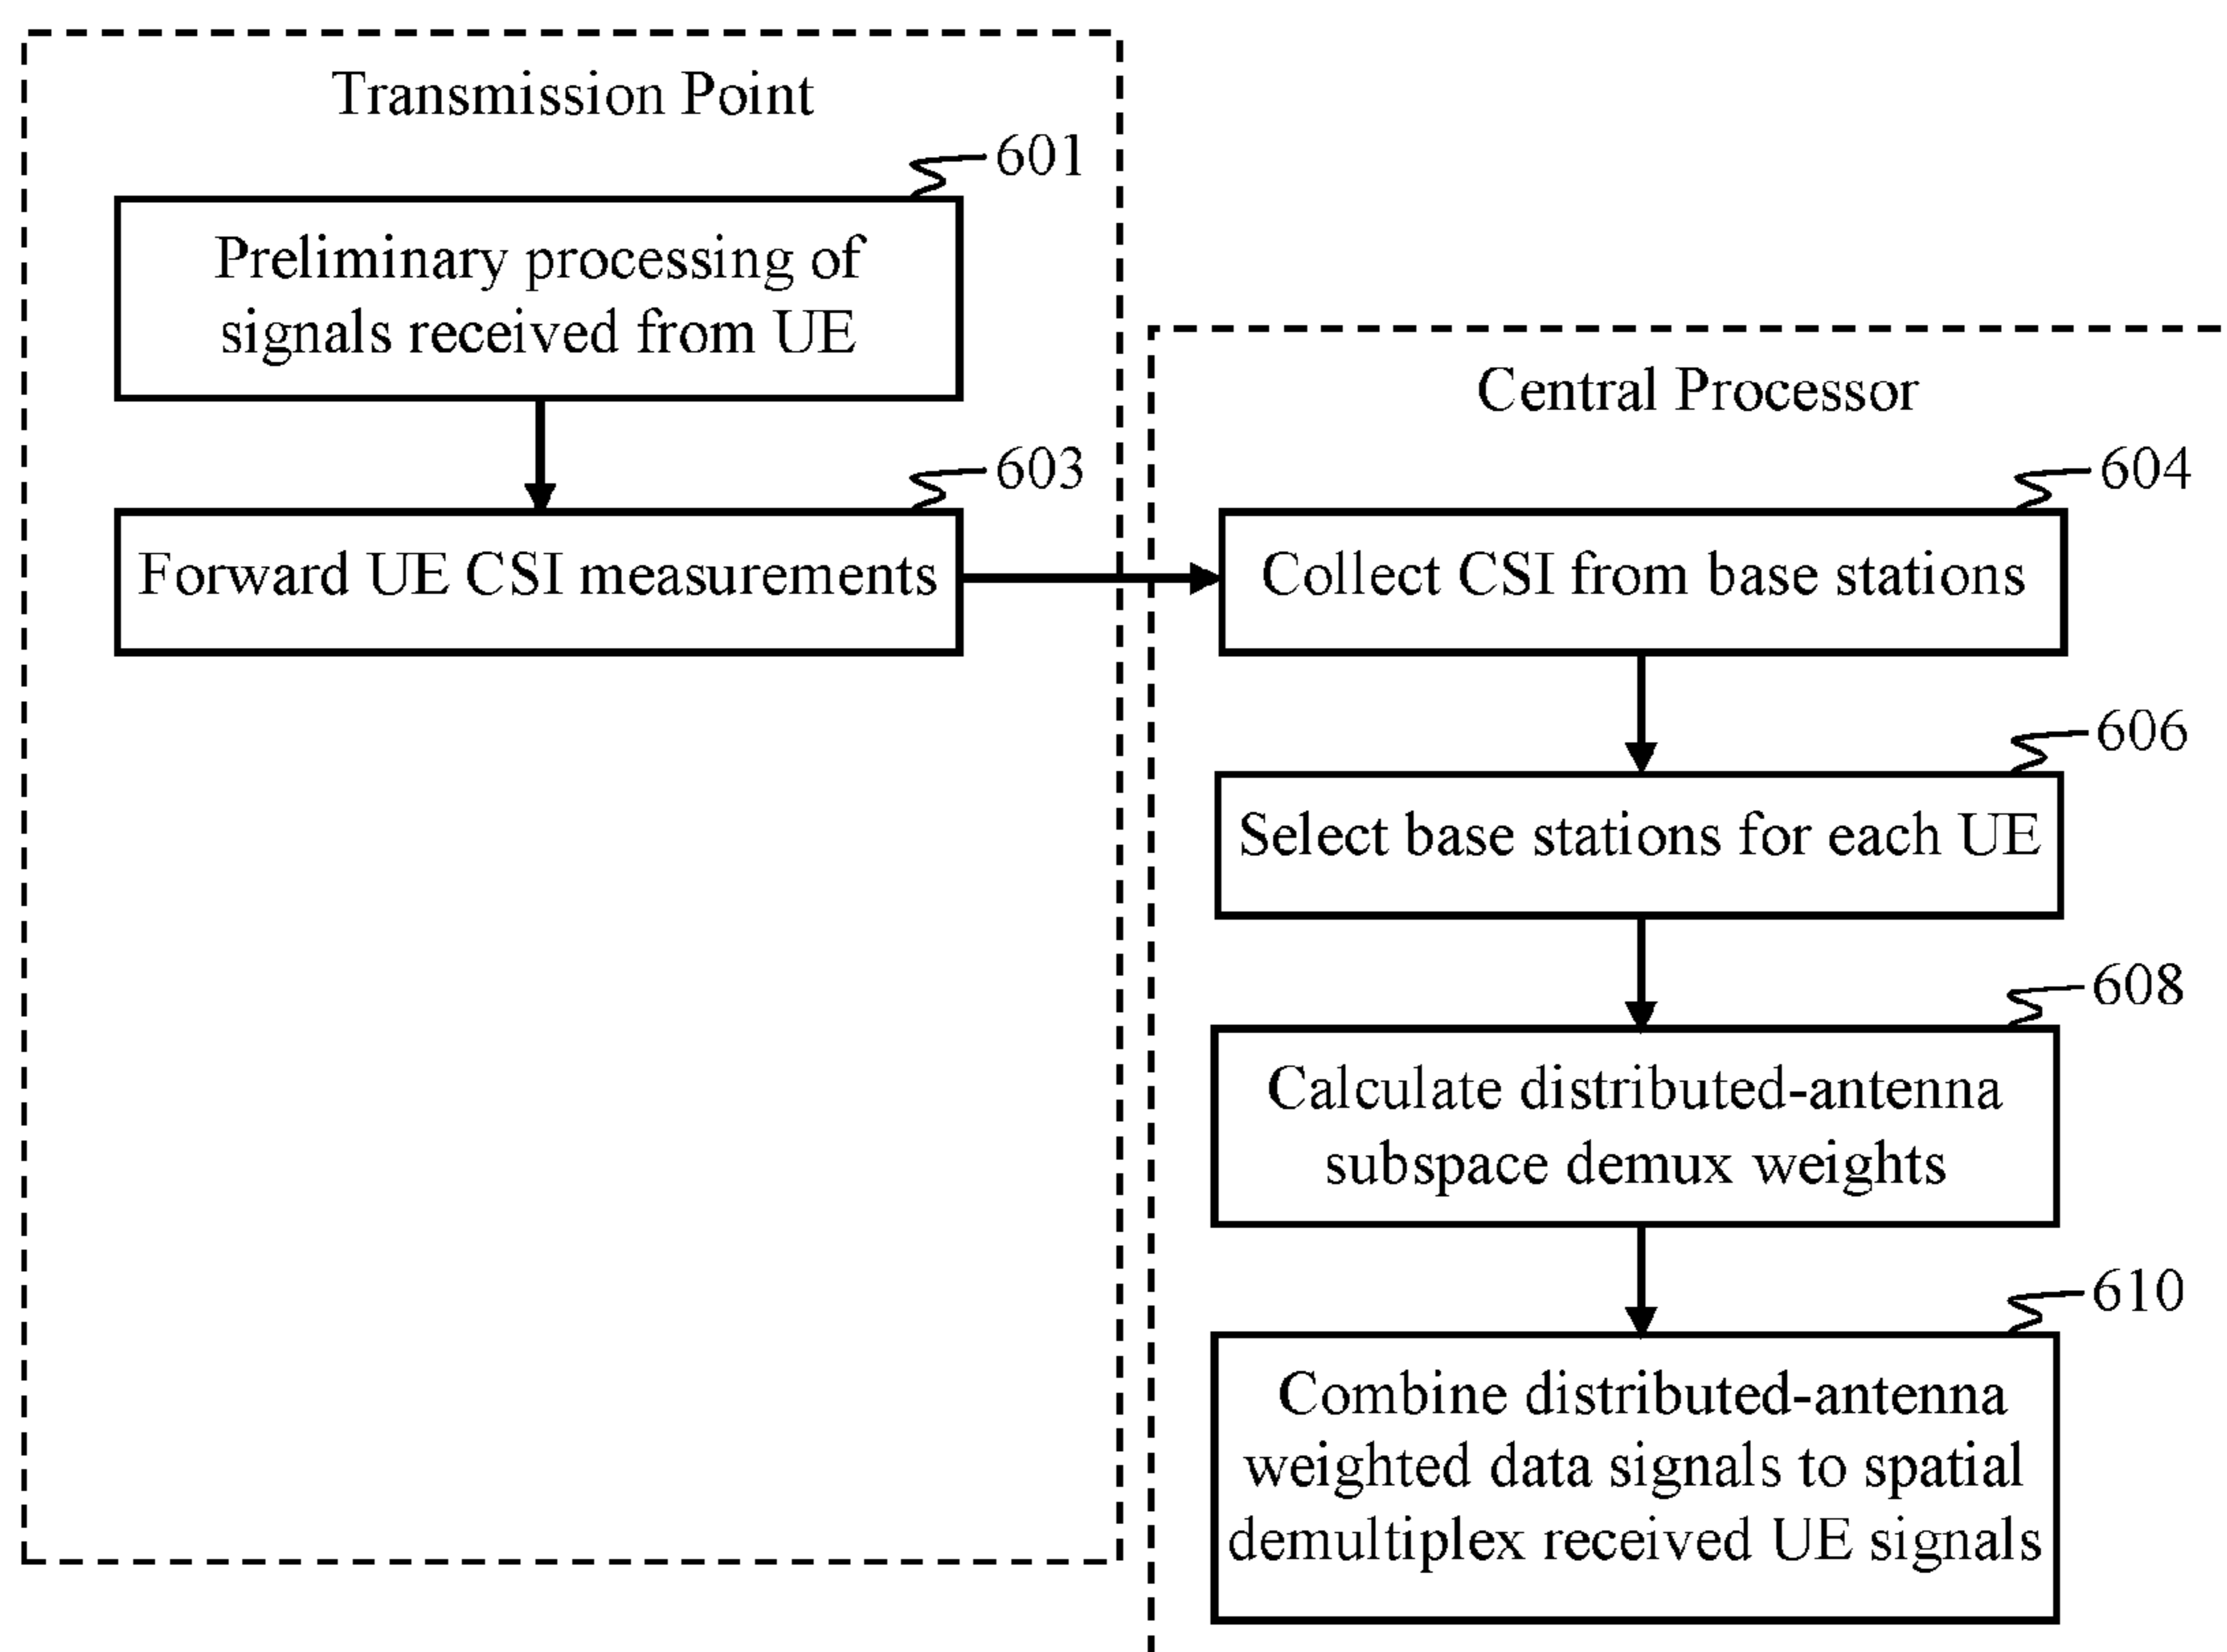 Transmission Point
601
Preliminary processing of
signals received from UE
603
Forward UE CSI measurements
Central Processor
604
Collect CSI from base stations
606
Select base stations for each UE
608
Calculate distributed-antenna
subspace demux weights
610
Combine distributed-antenna
weighted data signals to spatial
demultiplex received UE signals